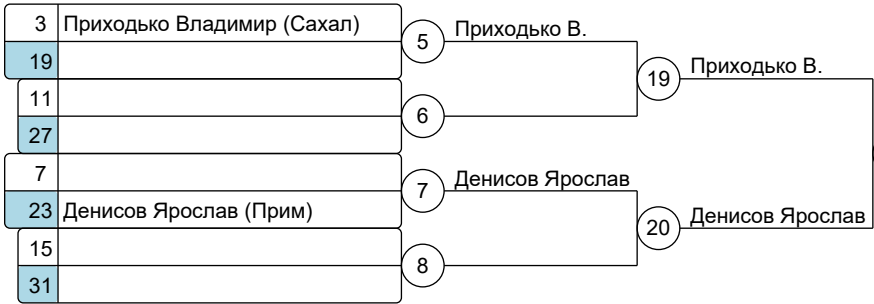 3 Приходько Владимир (Сахал)
19
11
27
7
23 Денисов Ярослав (Прим)
15
31
5 Приходько В.
6
7 Денисов Ярослав
8
19 Приходько В.
20 Денисов Ярослав